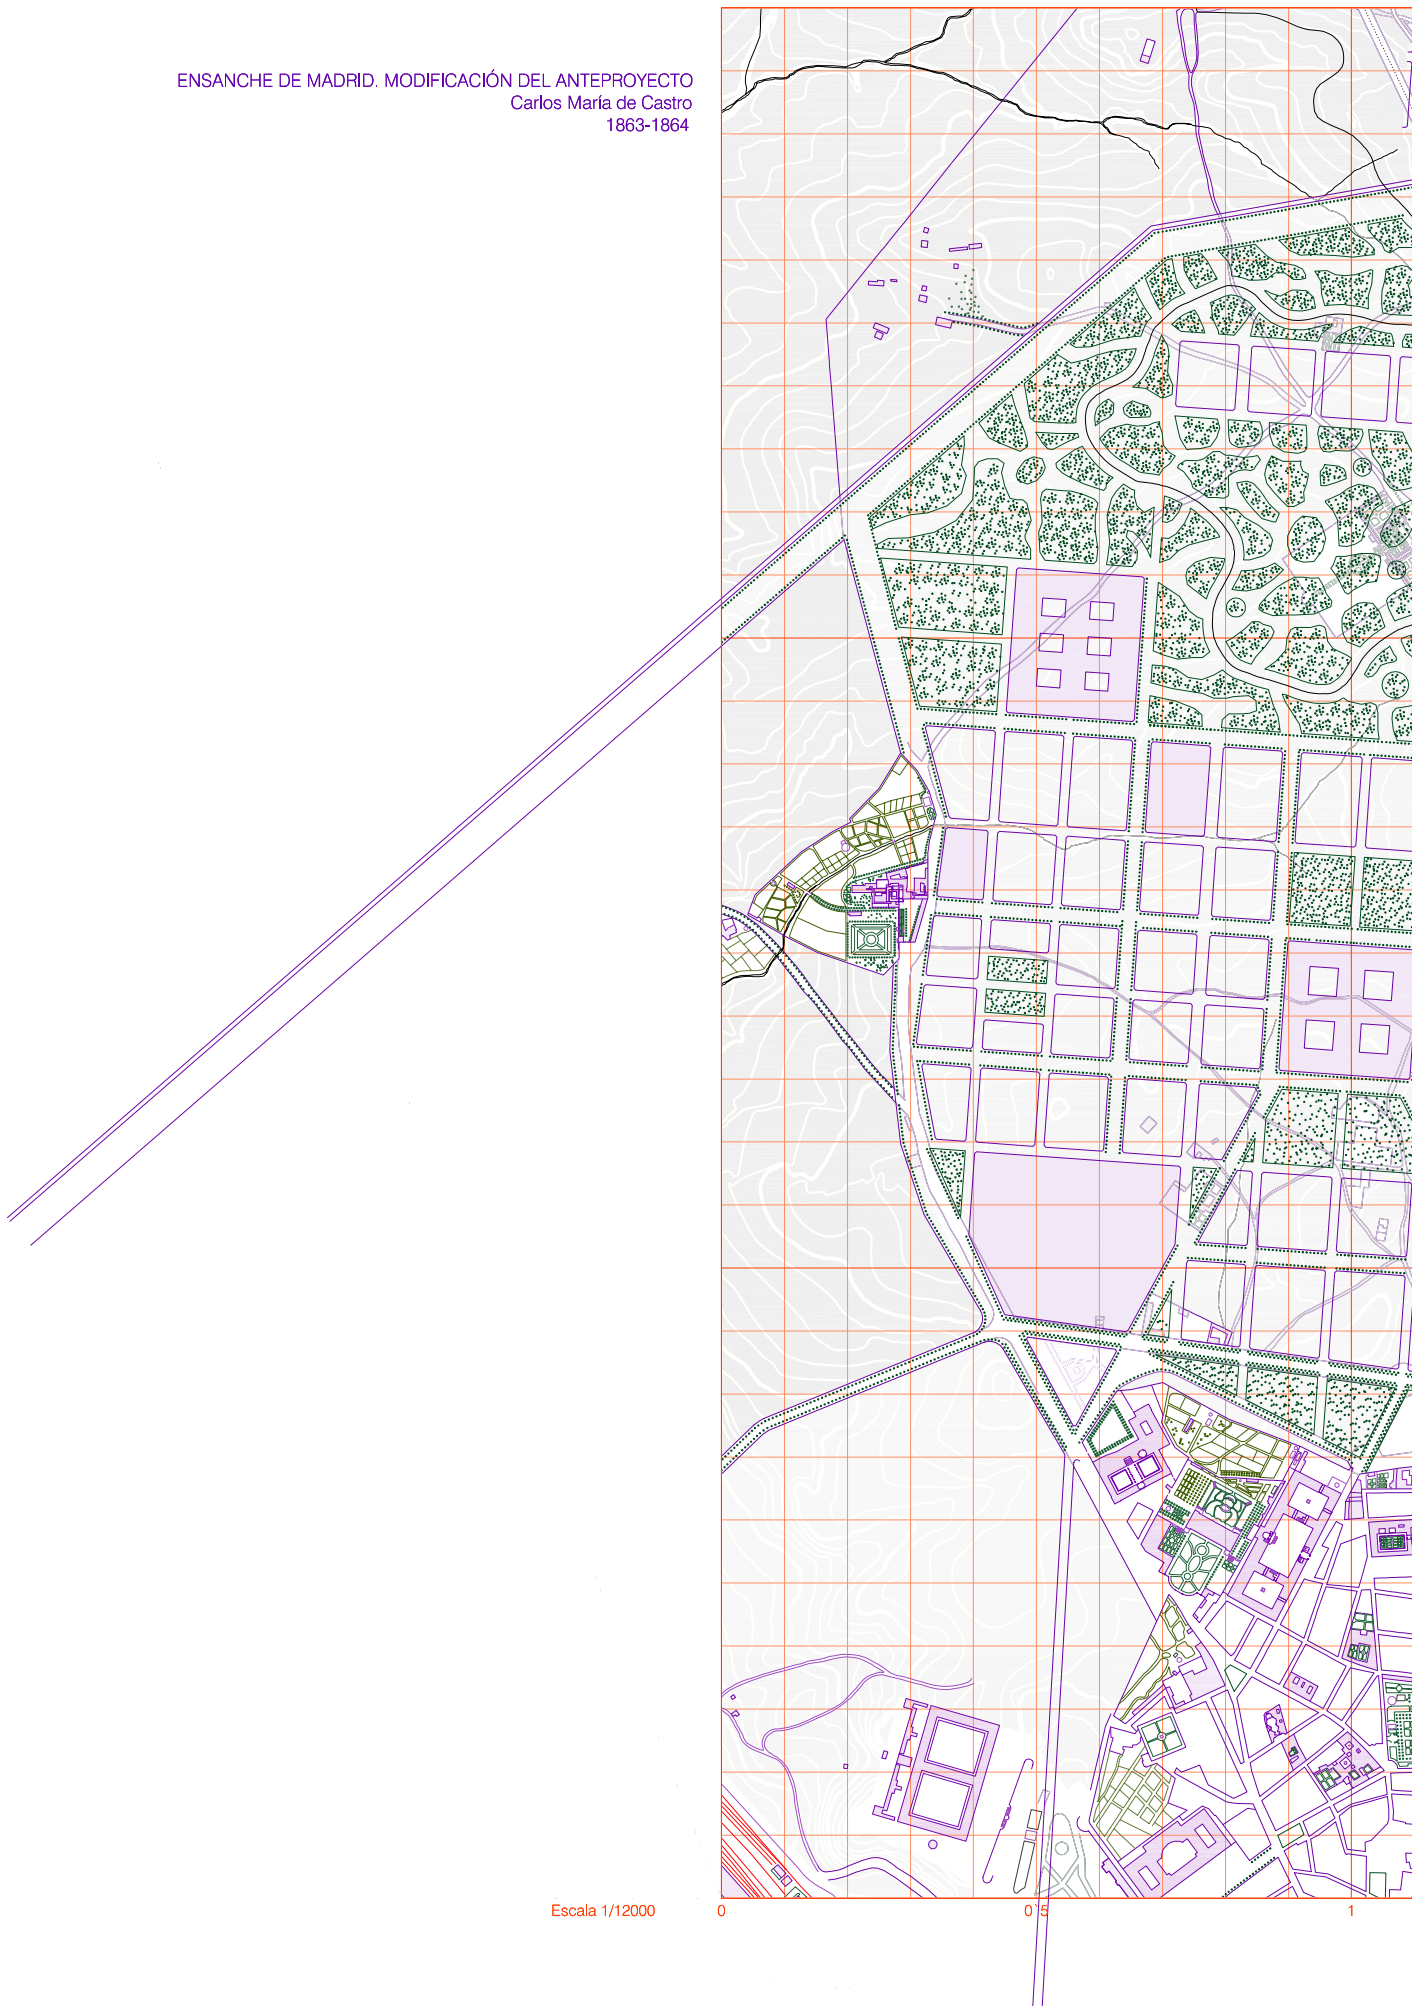 ENSANCHE DE MADRID. MODIFICACIÓN DEL ANTEPROYECTO
Carlos María de Castro
1863-1864
Escala 1/12000
0
0'5
1